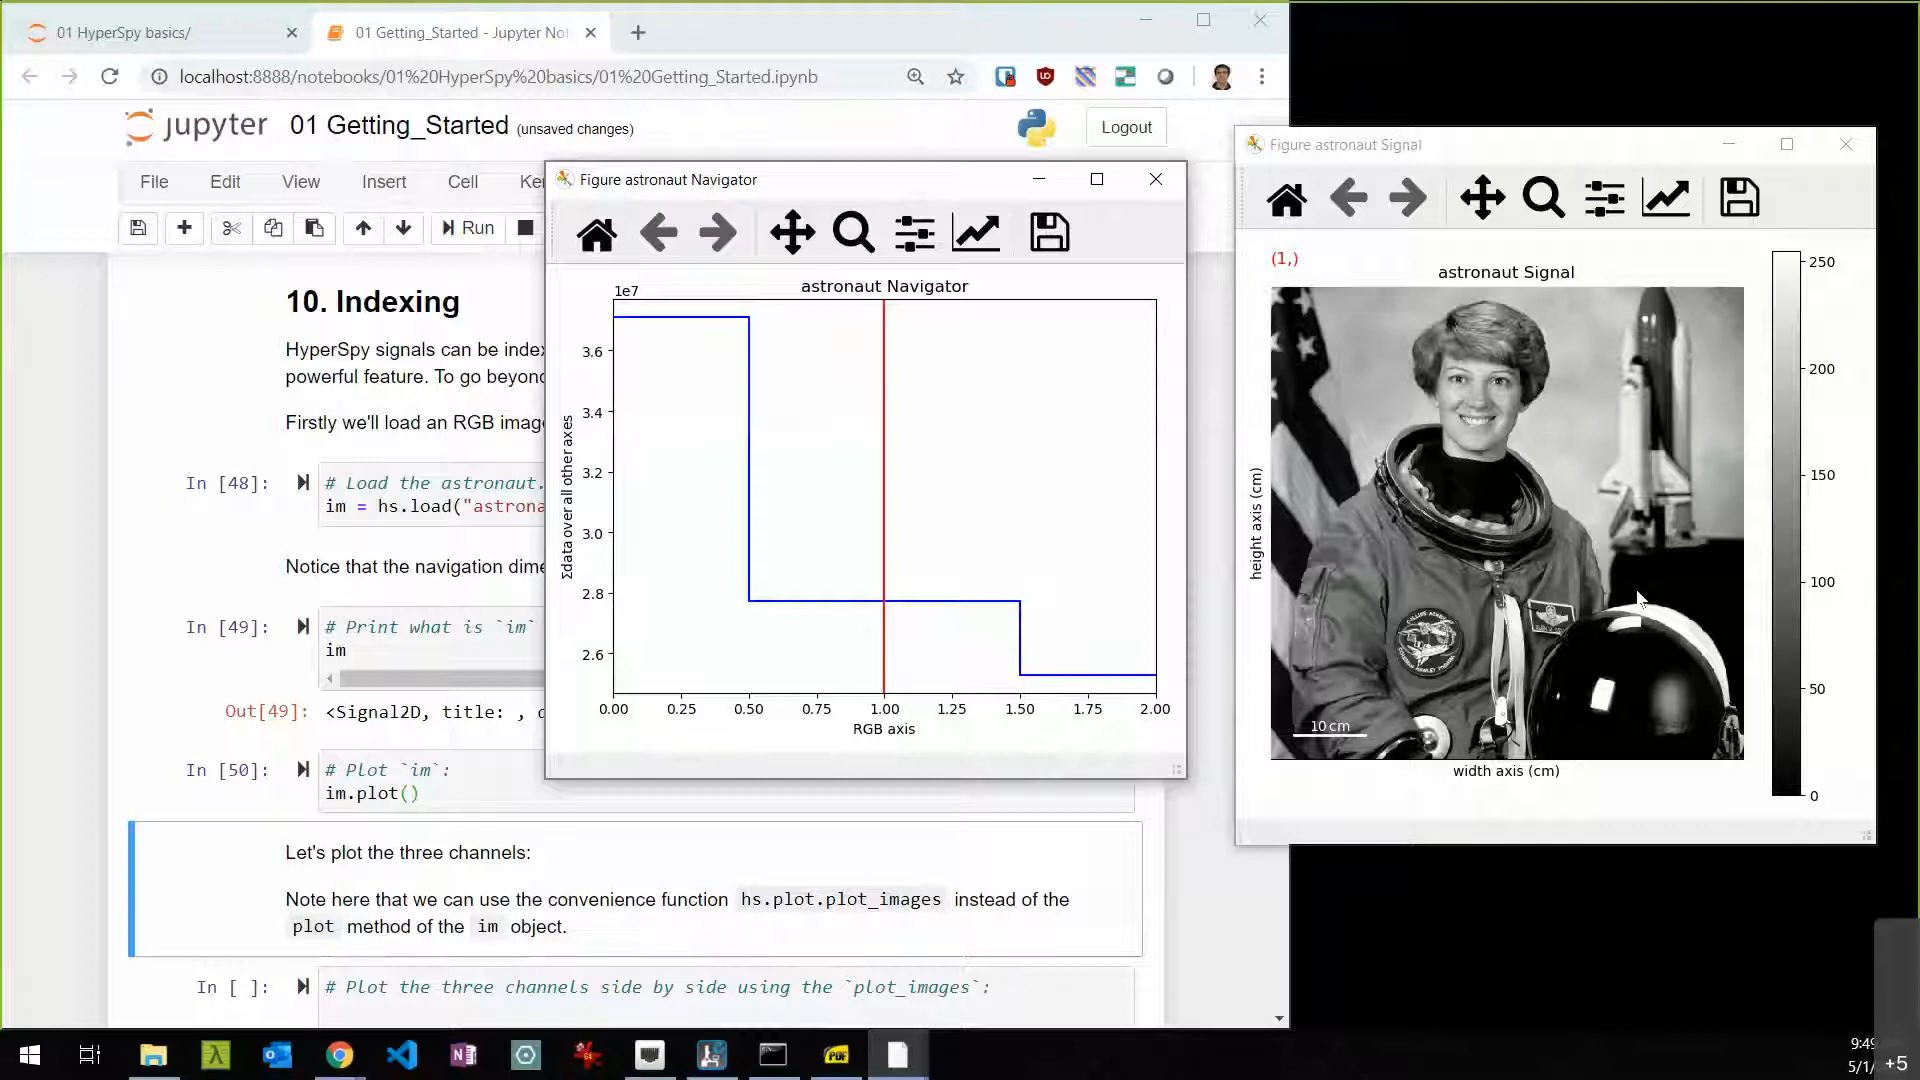 01 HyperSpy basics/
01 Getting_Started - Jupyter No
localhost:8888/notebooks/01%20HyperSpy%20basics/01%20Getting_Started.ipynb
jupyter 01 Getting_Started (unsaved changes)
Logout
File Edit View Insert Cell Ke
Run
10. Indexing
HyperSpy signals can be inde
powerful feature. To go beyon
Firstly we'll load an RGB imag
In [48]:
# Load the astronaut.
im = hs.load("astrona
Notice that the navigation dime
In [49]:
# Print what is `im`
im
Out[49]: <Signal2D, title: , d
In [50]:
# Plot `im`:
im.plot()
Let's plot the three channels:
Note here that we can use the convenience function hs.plot.plot_images instead of the
plot method of the im object.
In [ ]: # Plot the three channels side by side using the `plot_images`:
Figure astronaut Navigator
astronaut Navigator
1e7
3.6
3.4
3.2
3.0
2.8
2.6
Σdata over all other axes
0.00 0.25 0.50 0.75 1.00 1.25 1.50 1.75 2.00
RGB axis
Figure astronaut Signal
(1,)
astronaut Signal
height axis (cm)
10 cm
width axis (cm)
250
200
150
100
50
0
9:49
5/1/
+5